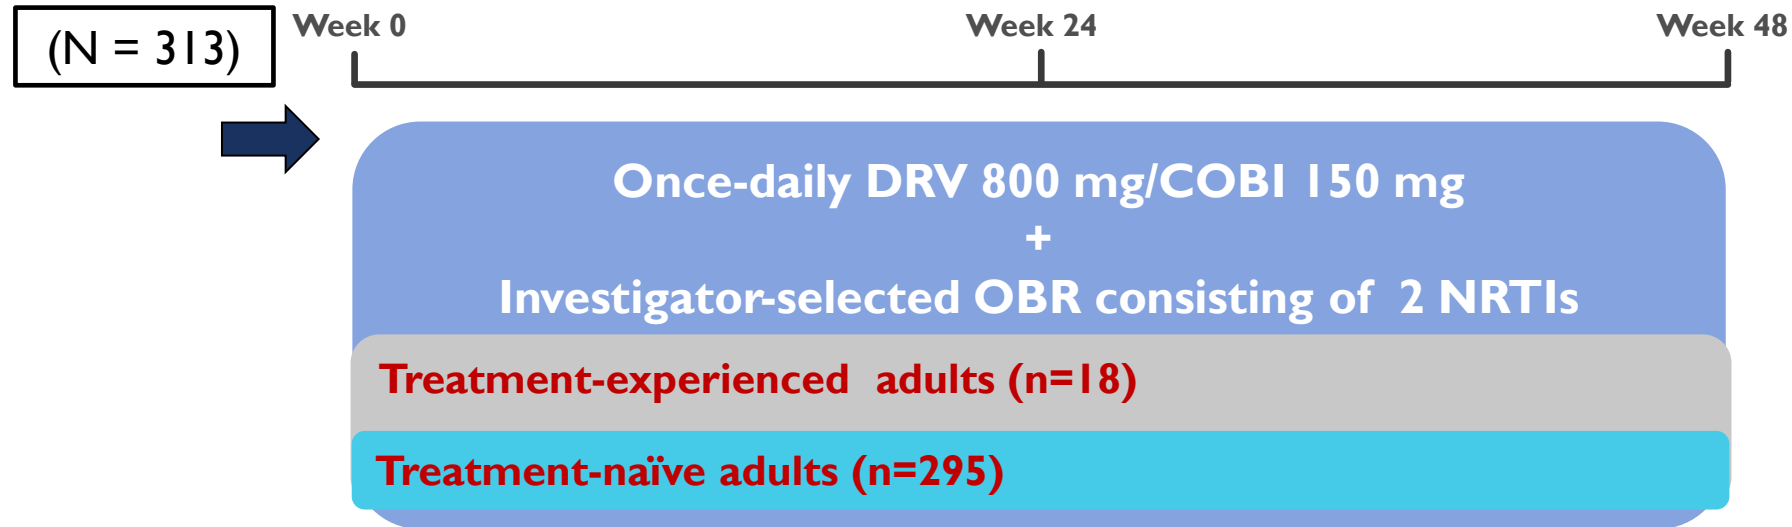 (N = 313)
Week 0
Week 24
Week 48
Once-daily DRV 800 mg/COBI 150 mg
+
Investigator-selected OBR consisting of 2 NRTIs
Treatment-experienced adults (n=18)
Treatment-naïve adults (n=295)